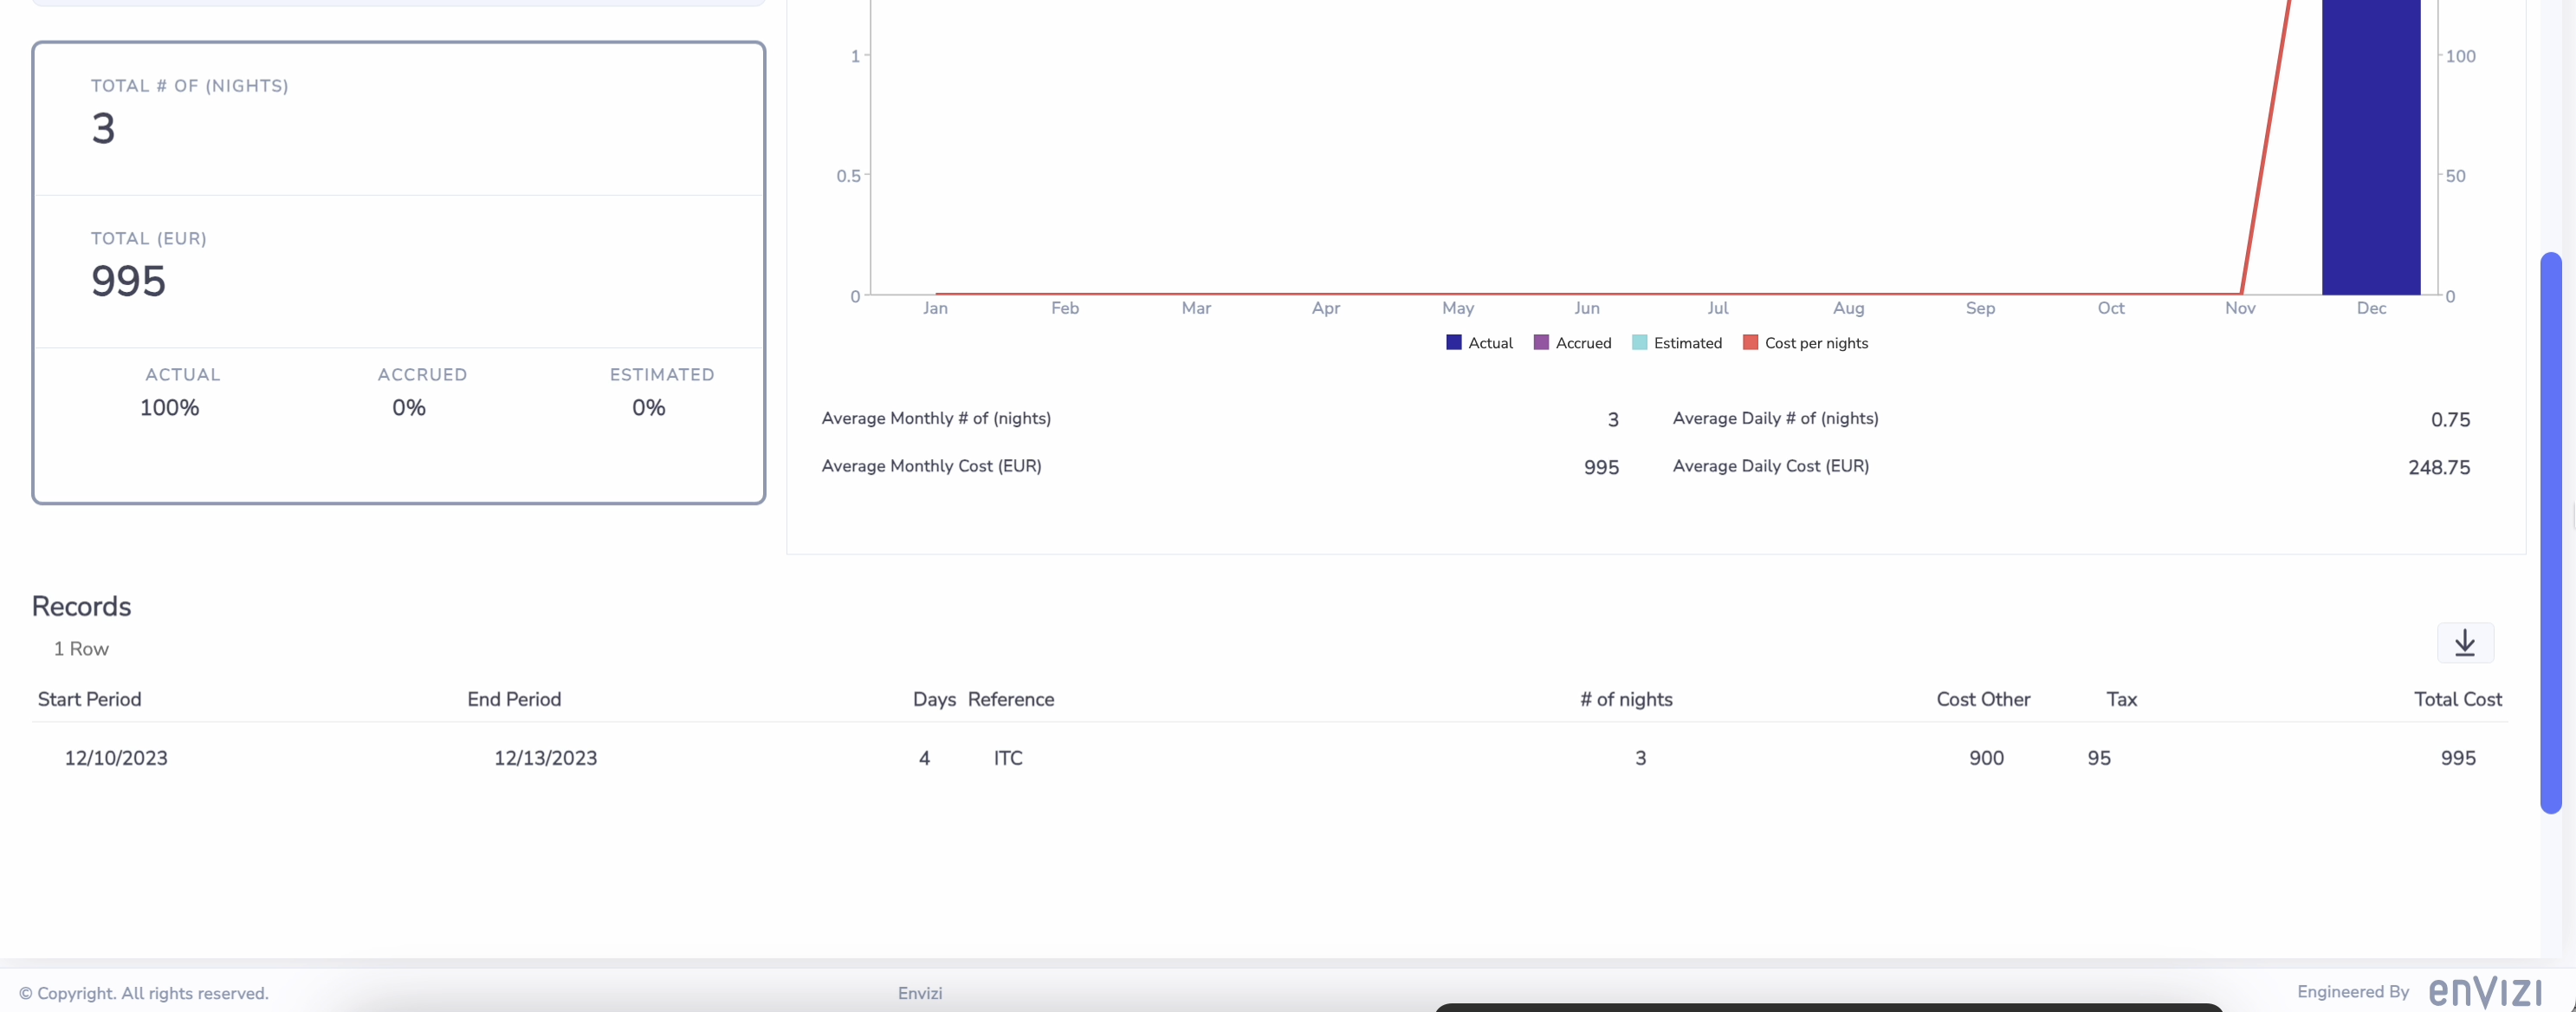 TOTAL # OF (NIGHTS)
3
TOTAL (EUR)
995
ACTUAL ACCRUED ESTIMATED
100% 0% 0%
1 100
0.5 50
0 0
Jan Feb Mar Apr May Jun Jul Aug Sep Oct Nov Dec
Actual Accrued Estimated Cost per nights
Average Monthly # of (nights) 3 Average Daily # of (nights) 0.75
Average Monthly Cost (EUR) 995 Average Daily Cost (EUR) 248.75
Records
1 Row
Start Period End Period Days Reference # of nights Cost Other Tax Total Cost
12/10/2023 12/13/2023 4 ITC 3 900 95 995
© Copyright. All rights reserved. Envizi Engineered By enVIZI